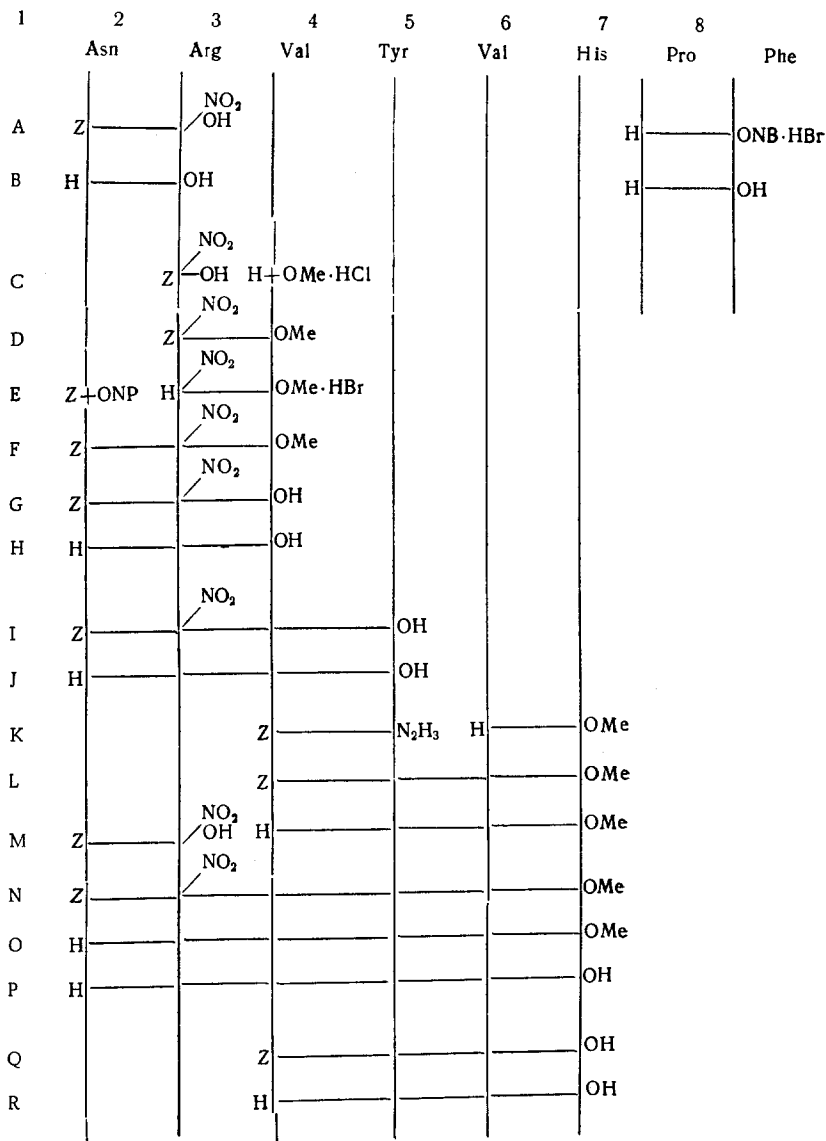 1 2 3 4 5 6 7 8
Asn Arg Val Tyr Val His Pro Phe
NO₂
A Z OH H ONB·HBr
B H OH H OH
NO₂
C Z OH H OMe·HCl
NO₂
D Z OMe
NO₂
E Z ONP H OMe·HBr
NO₂
F Z OMe
NO₂
G Z OH
H H OH
NO₂
I Z OH
J H OH
K Z N₂H₃ H OMe
L Z OMe
NO₂
M Z OH H OMe
NO₂
N Z OMe
O H OMe
P H OH
Q Z OH
R H OH